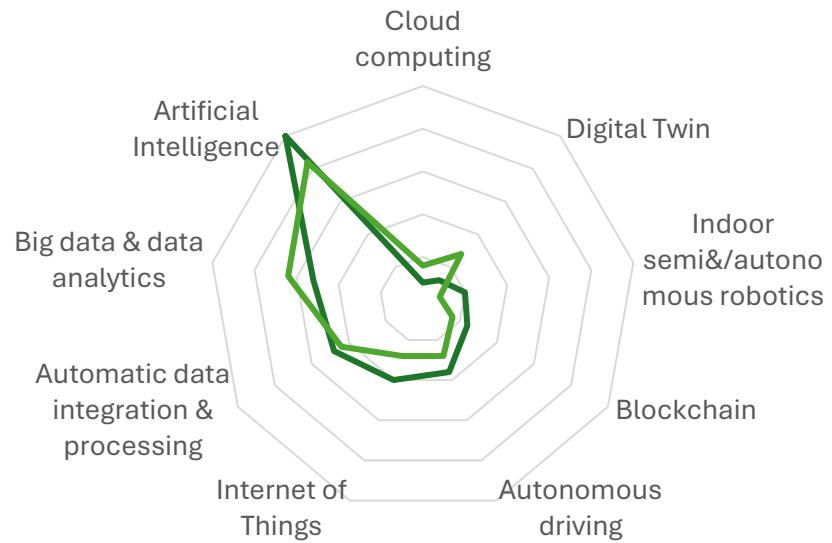 Cloud
computing
Digital Twin
Indoor
semi&/autono
mous robotics
Blockchain
Autonomous
driving
Internet of
Things
Automatic data
integration &
processing
Big data & data
analytics
Artificial
Intelligence